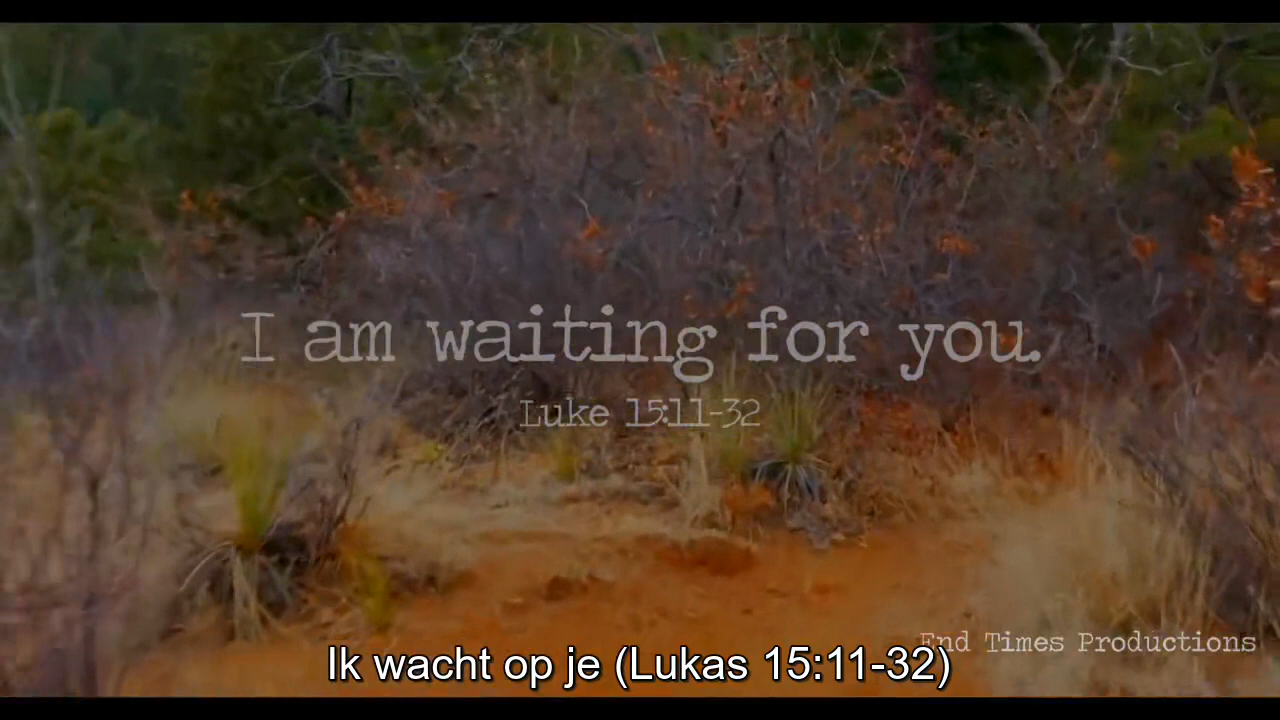 I am waiting for you.
Luke 15:11-32
End Times Productions
Ik wacht op je (Lukas 15:11-32)